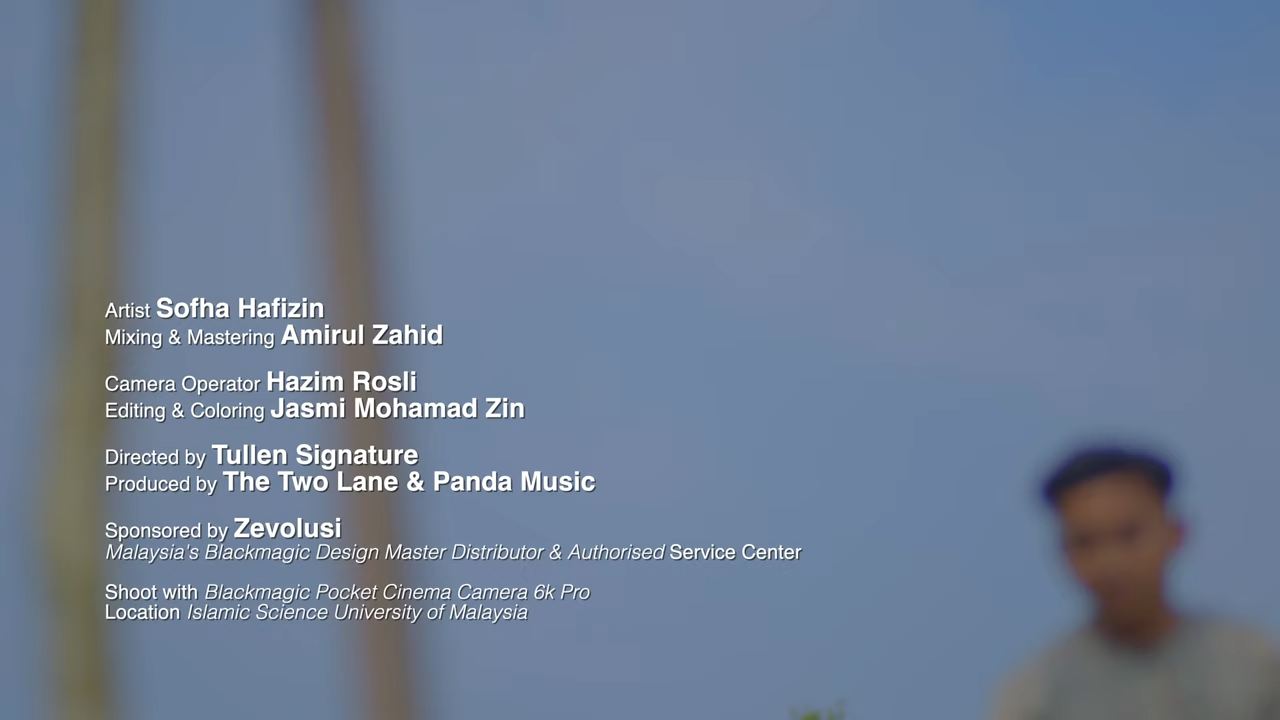 Artist Sofha Hafizin
Mixing & Mastering Amirul Zahid
Camera Operator Hazim Rosli
Editing & Coloring Jasmi Mohamad Zin
Directed by Tullen Signature
Produced by The Two Lane & Panda Music
Sponsored by Zevolusi
Malaysia's Blackmagic Design Master Distributor & Authorised Service Center
Shoot with Blackmagic Pocket Cinema Camera 6k Pro
Location Islamic Science University of Malaysia